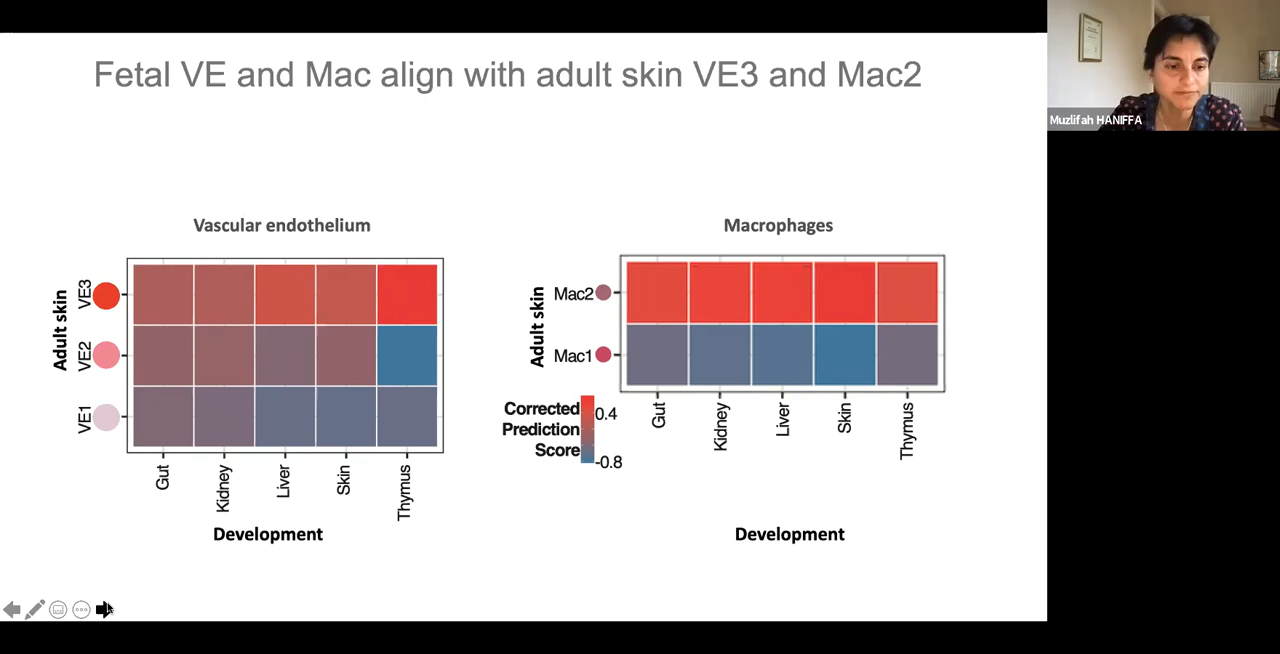 Fetal VE and Mac align with adult skin VE3 and Mac2
Muzlifah HANIFFA
Vascular endothelium
Adult skin
VE3
VE2
VE1
Gut
Kidney
Liver
Skin
Thymus
Development
Macrophages
Adult skin
Mac2
Mac1
Corrected
Prediction
Score
0.4
-0.8
Gut
Kidney
Liver
Skin
Thymus
Development